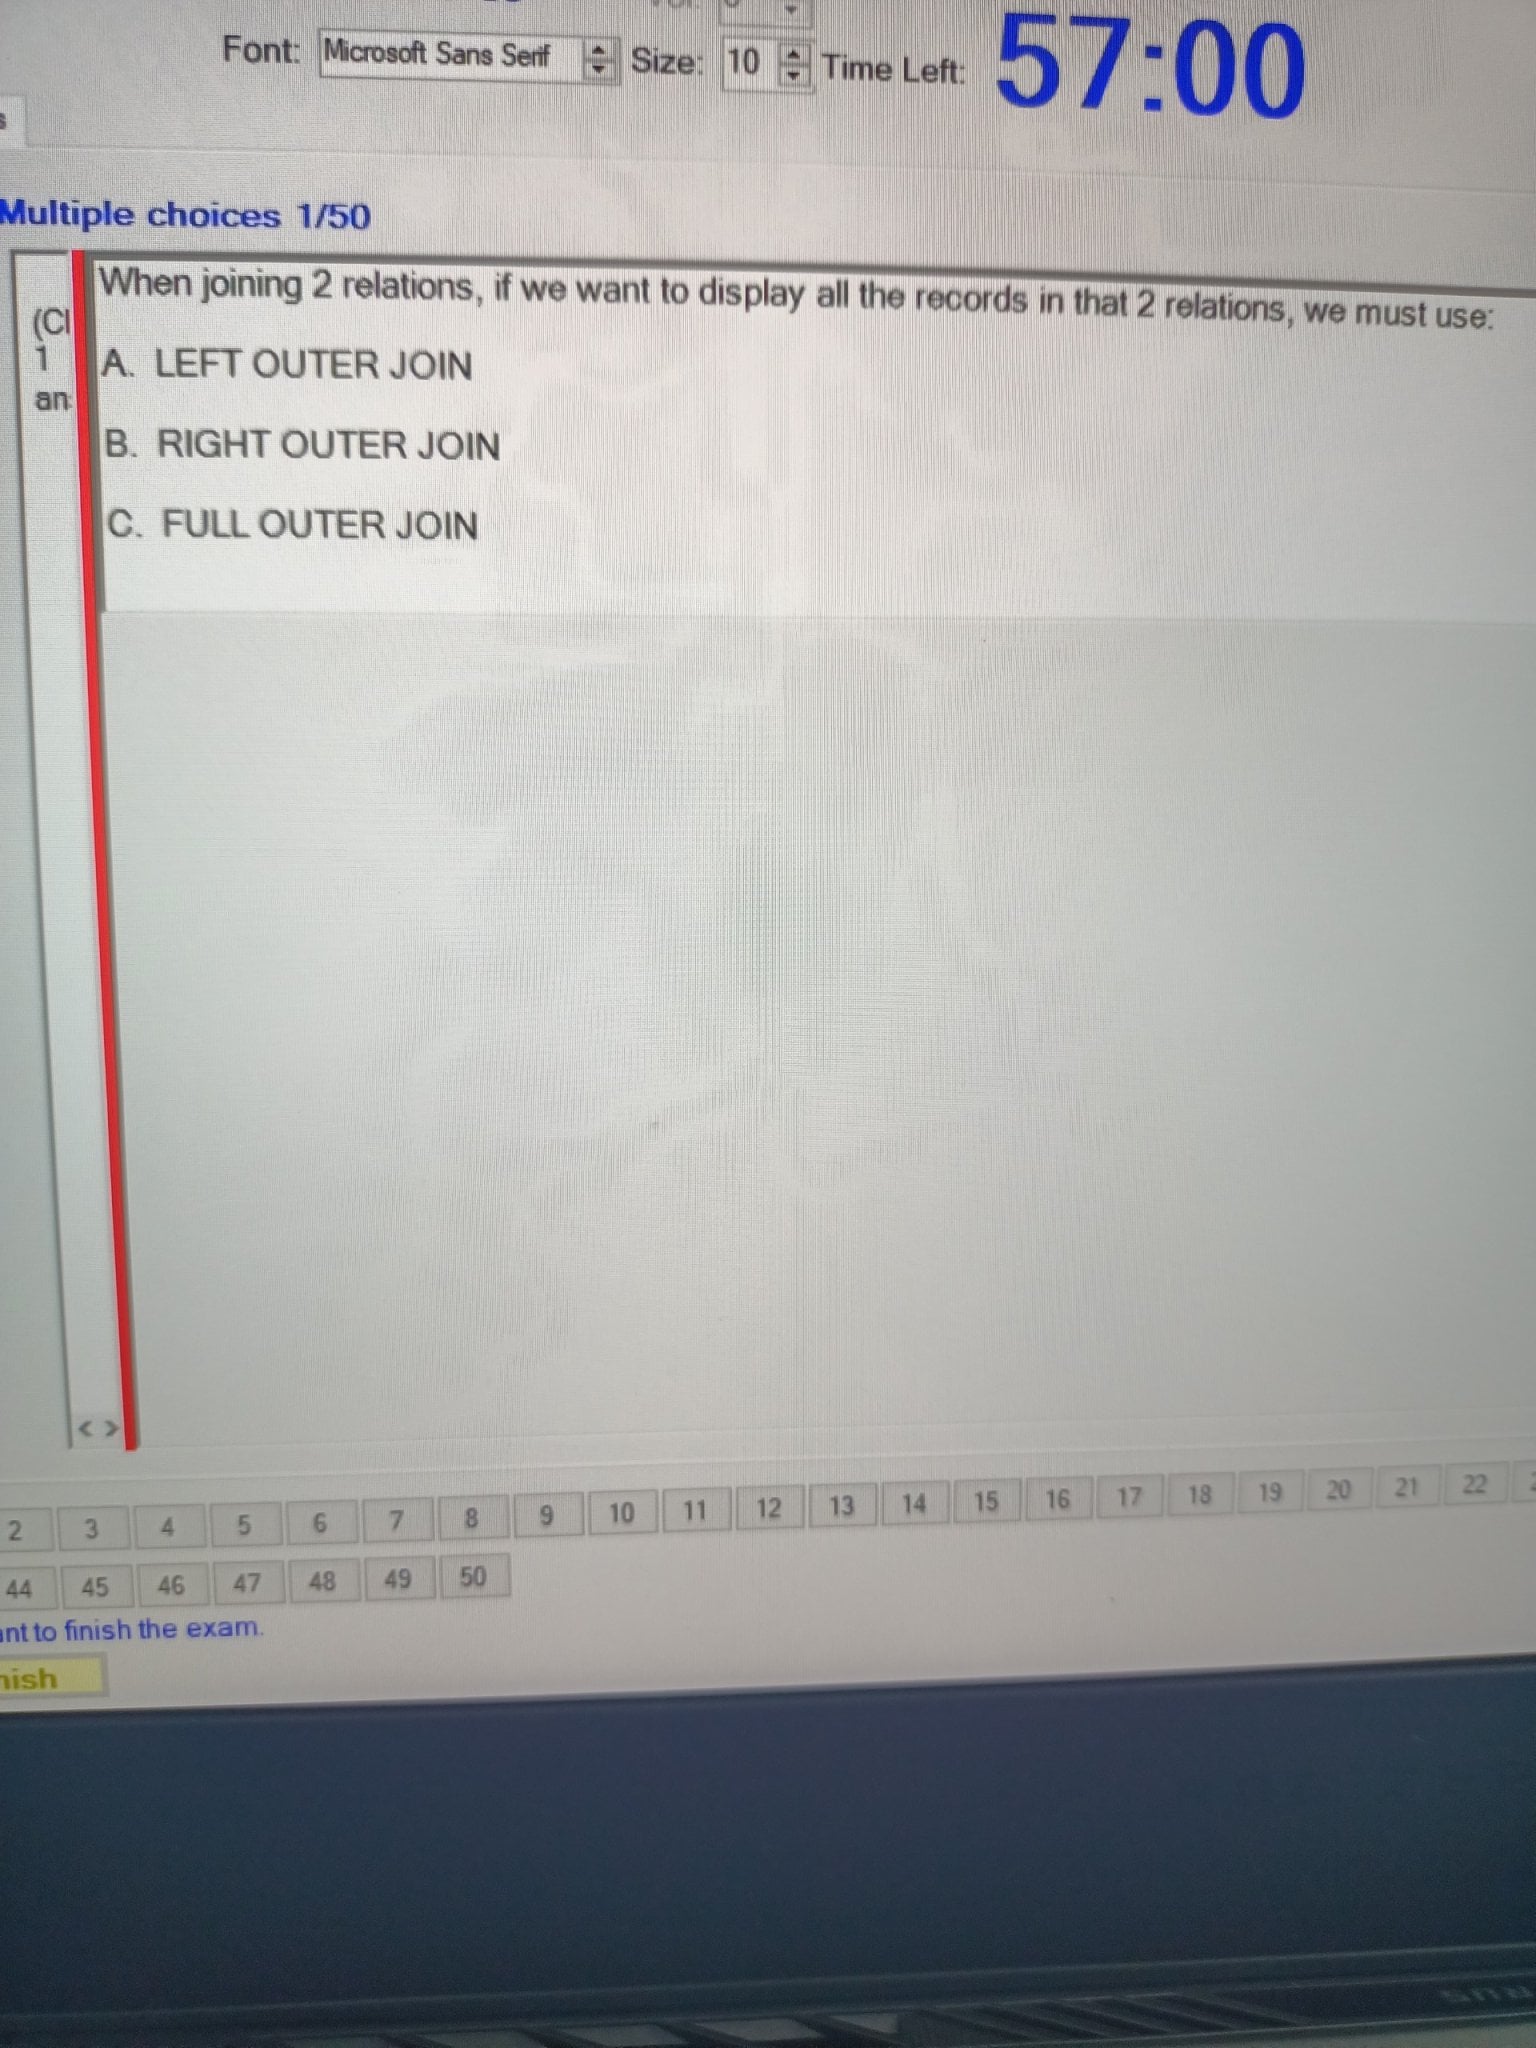 Font: Microsoft Sans Serif Size: 10 Time Left: 57:00
Multiple choices 1/50
(Cl
1
an
When joining 2 relations, if we want to display all the records in that 2 relations, we must use:
A. LEFT OUTER JOIN
B. RIGHT OUTER JOIN
C. FULL OUTER JOIN
< >
2 3 4 5 6 7 8 9 10 11 12 13 14 15 16 17 18 19 20 21 22
44 45 46 47 48 49 50
ant to finish the exam.
nish